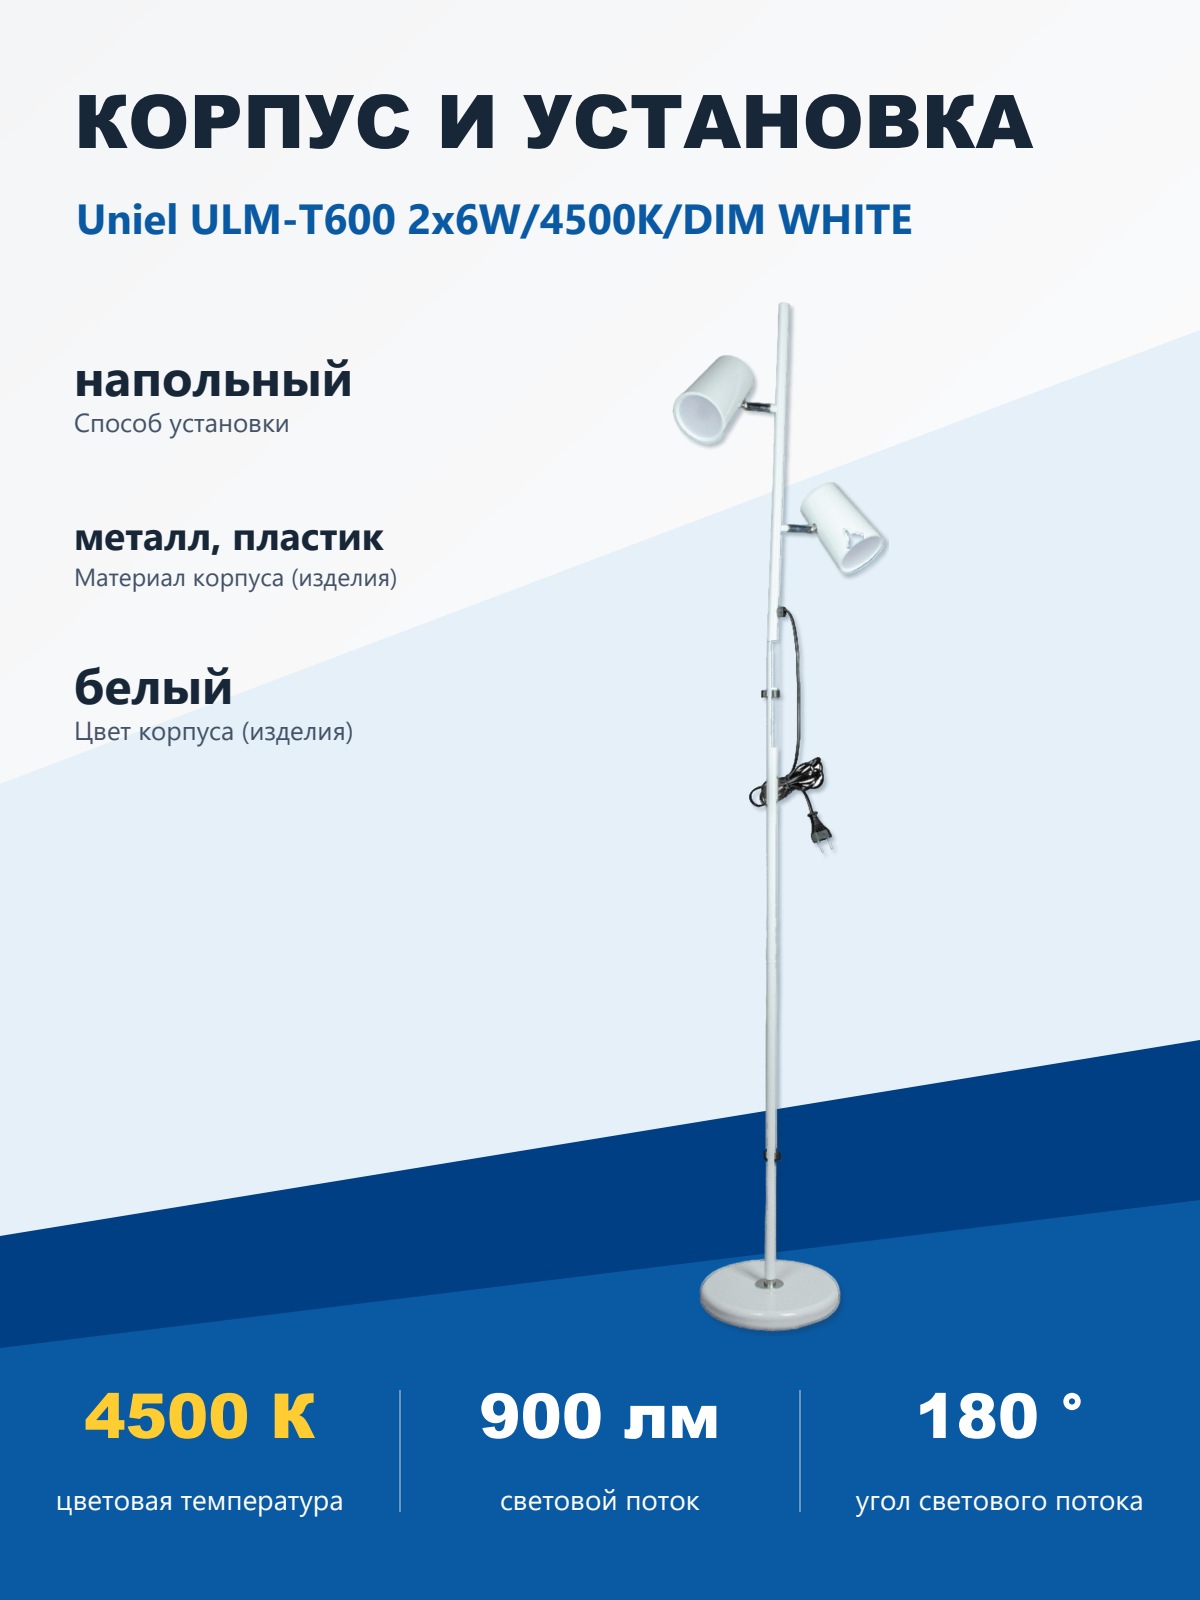 КОРПУС И УСТАНОВКА
Uniel ULM-T600 2x6W/4500K/DIM WHITE
напольный
Способ установки
металл, пластик
Материал корпуса (изделия)
белый
Цвет корпуса (изделия)
4500 К
цветовая температура
900 лм
световой поток
180 °
угол светового потока